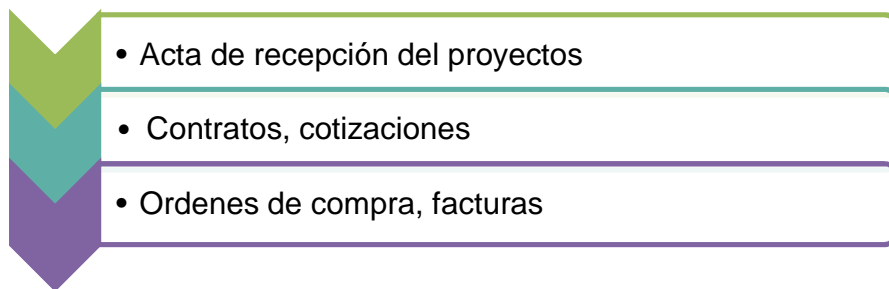 • Acta de recepción del proyectos
• Contratos, cotizaciones
• Ordenes de compra, facturas